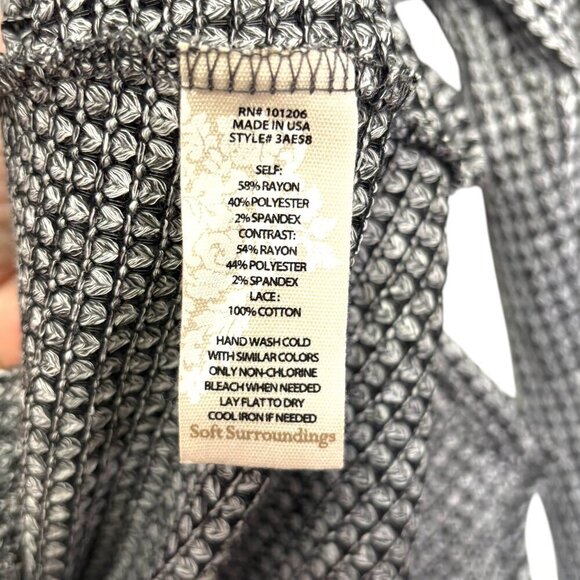 RN# 101206
MADE IN USA
STYLE# 3AE58
SELF:
58% RAYON
40% POLYESTER
2% SPANDEX
CONTRAST:
54% RAYON
44% POLYESTER
2% SPANDEX
LACE:
100% COTTON
HAND WASH COLD
WITH SIMILAR COLORS
ONLY NON-CHLORINE
BLEACH WHEN NEEDED
LAY FLAT TO DRY
COOL IRON IF NEEDED
Soft Surroundings